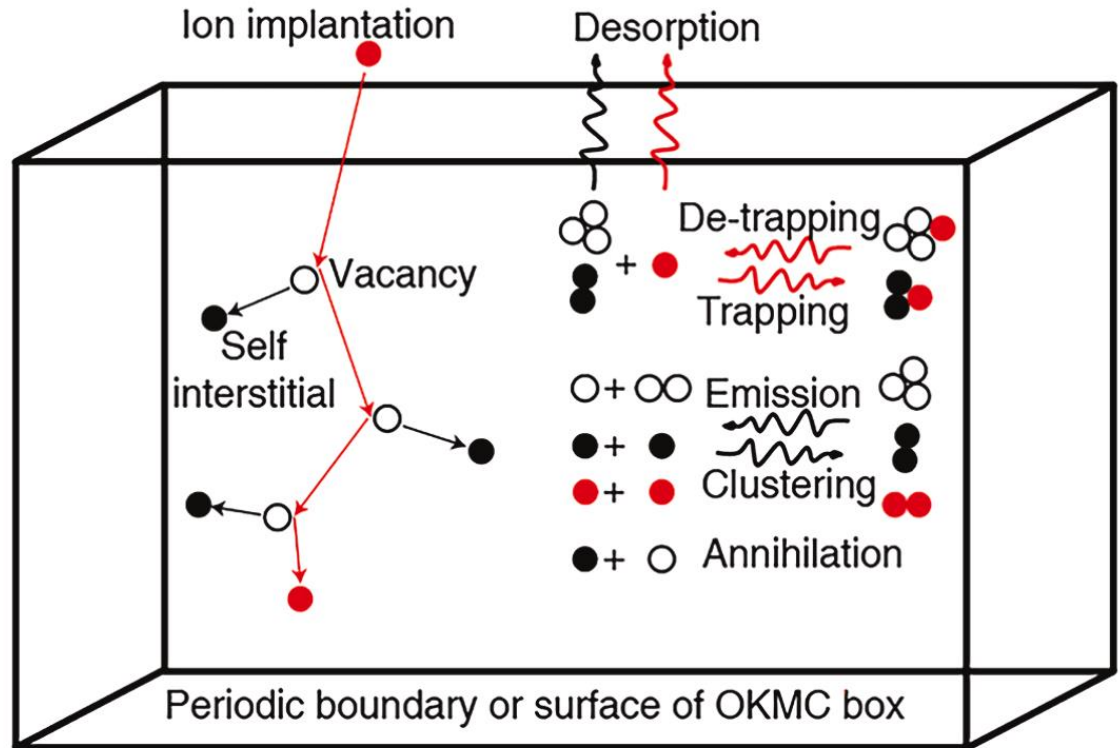 Ion implantation
Desorption
Vacancy
Self
interstitial
+
De-trapping
Trapping
+
Emission
+
+
Clustering
+
Annihilation
Periodic boundary or surface of OKMC box